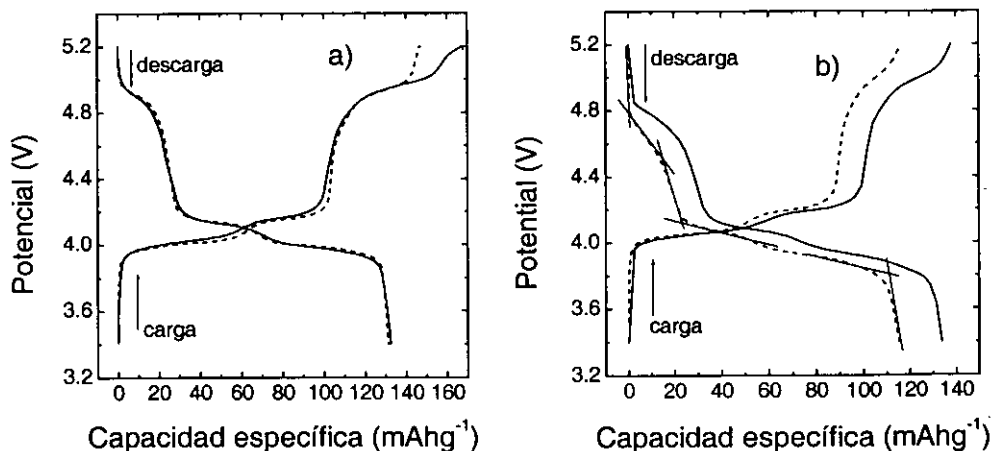 a)
descarga
carga
Potencial (V)
5.2
4.8
4.4
4.0
3.6
3.2
0 20 40 60 80 100 120 140 160
Capacidad específica (mAhg⁻¹)
b)
descarga
carga
Potential (V)
5.2
4.8
4.4
4.0
3.6
3.2
0 20 40 60 80 100 120 140
Capacidad específica (mAhg⁻¹)